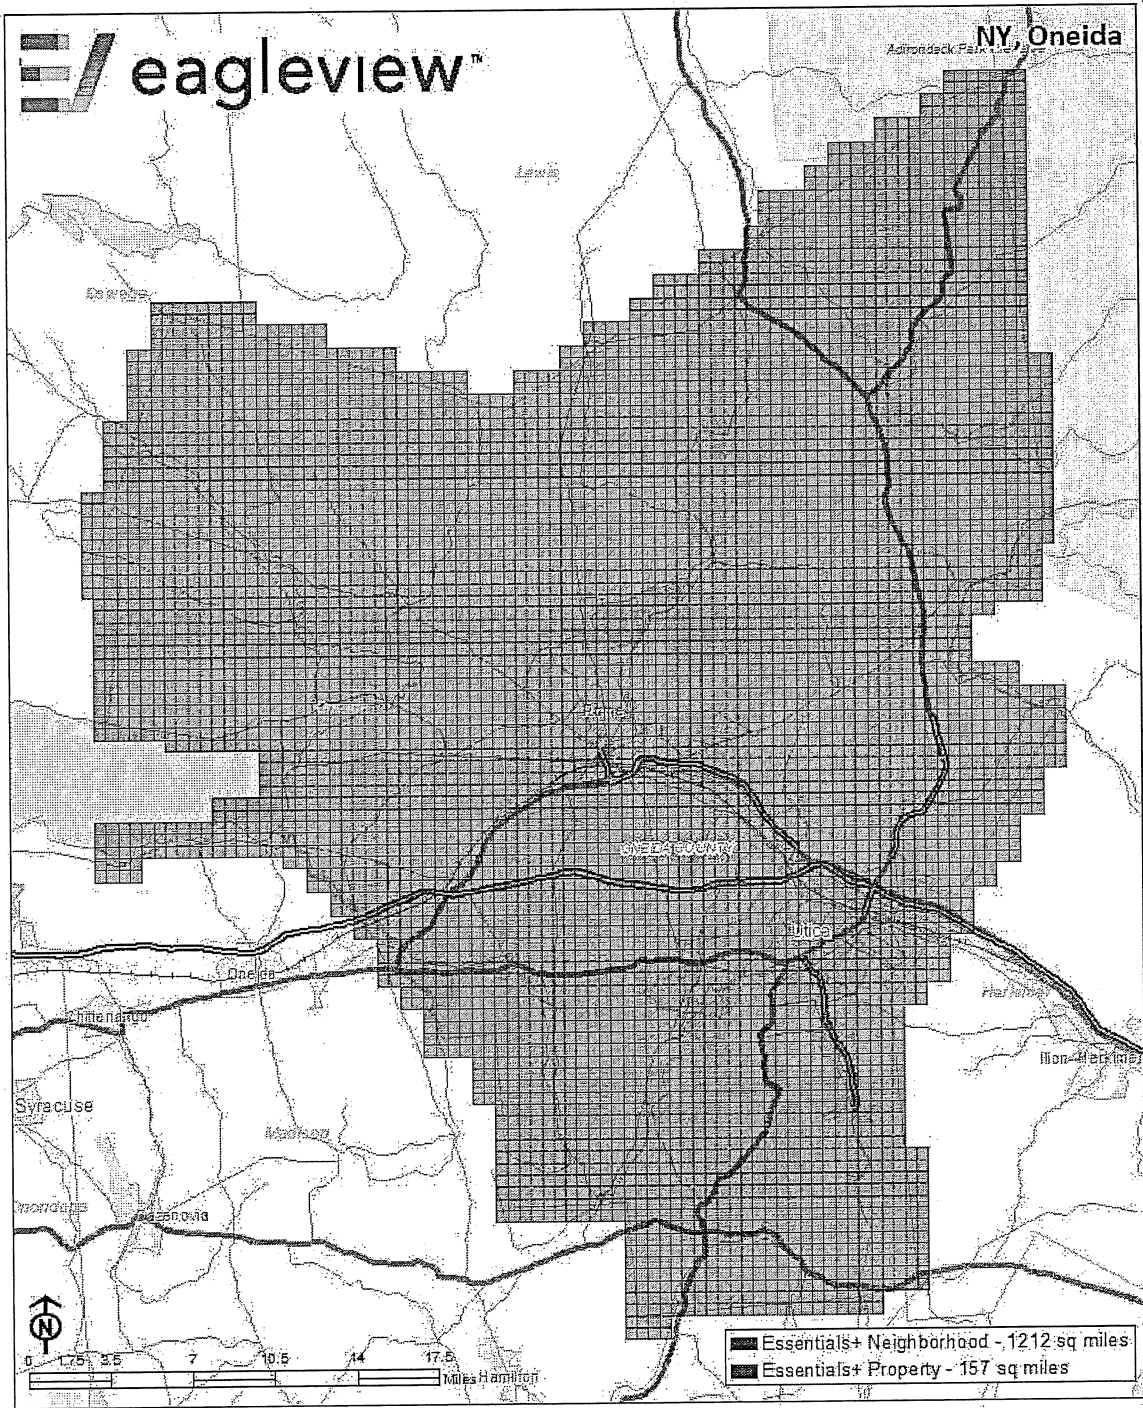 eagleview™
NY, Oneida
Adirondack Park
Lewis
Oswego
Rome
ONEIDA COUNTY
Utica
Oneida
Chittenango
Herkimer
Ilion-Herkimer
Syracuse
Madison
Onondaga
Cazenovia
N
0 1.75 3.5 7 10.5 14 17.5
Miles
Hamilton
Essentials+ Neighborhood - 1212 sq miles
Essentials+ Property - 157 sq miles